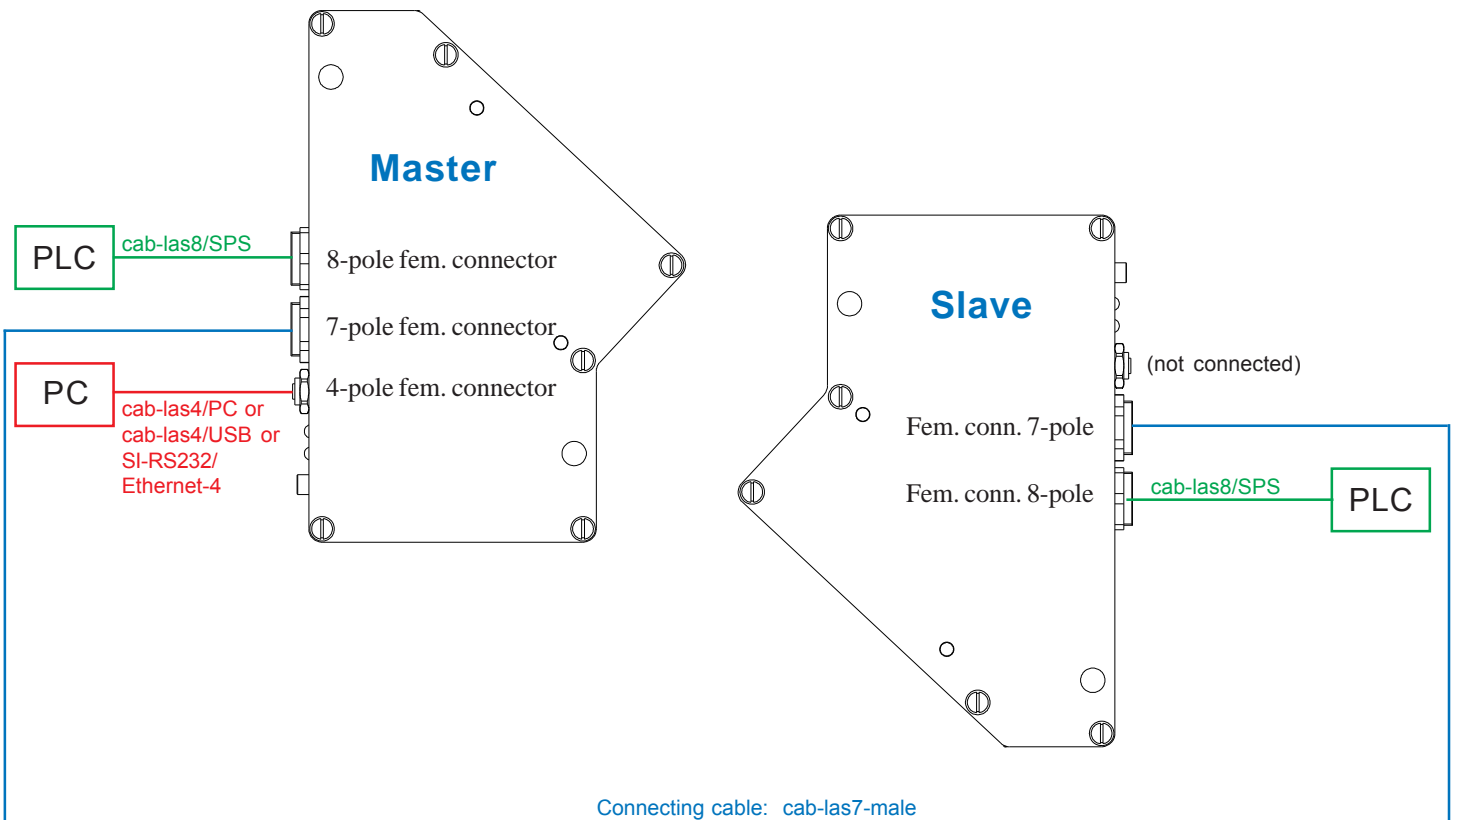 Master
PLC
cab-las8/SPS
8-pole fem. connector
7-pole fem. connector
PC
4-pole fem. connector
cab-las4/PC or
cab-las4/USB or
SI-RS232/
Ethernet-4
Slave
(not connected)
Fem. conn. 7-pole
Fem. conn. 8-pole
cab-las8/SPS
PLC
Connecting cable: cab-las7-male